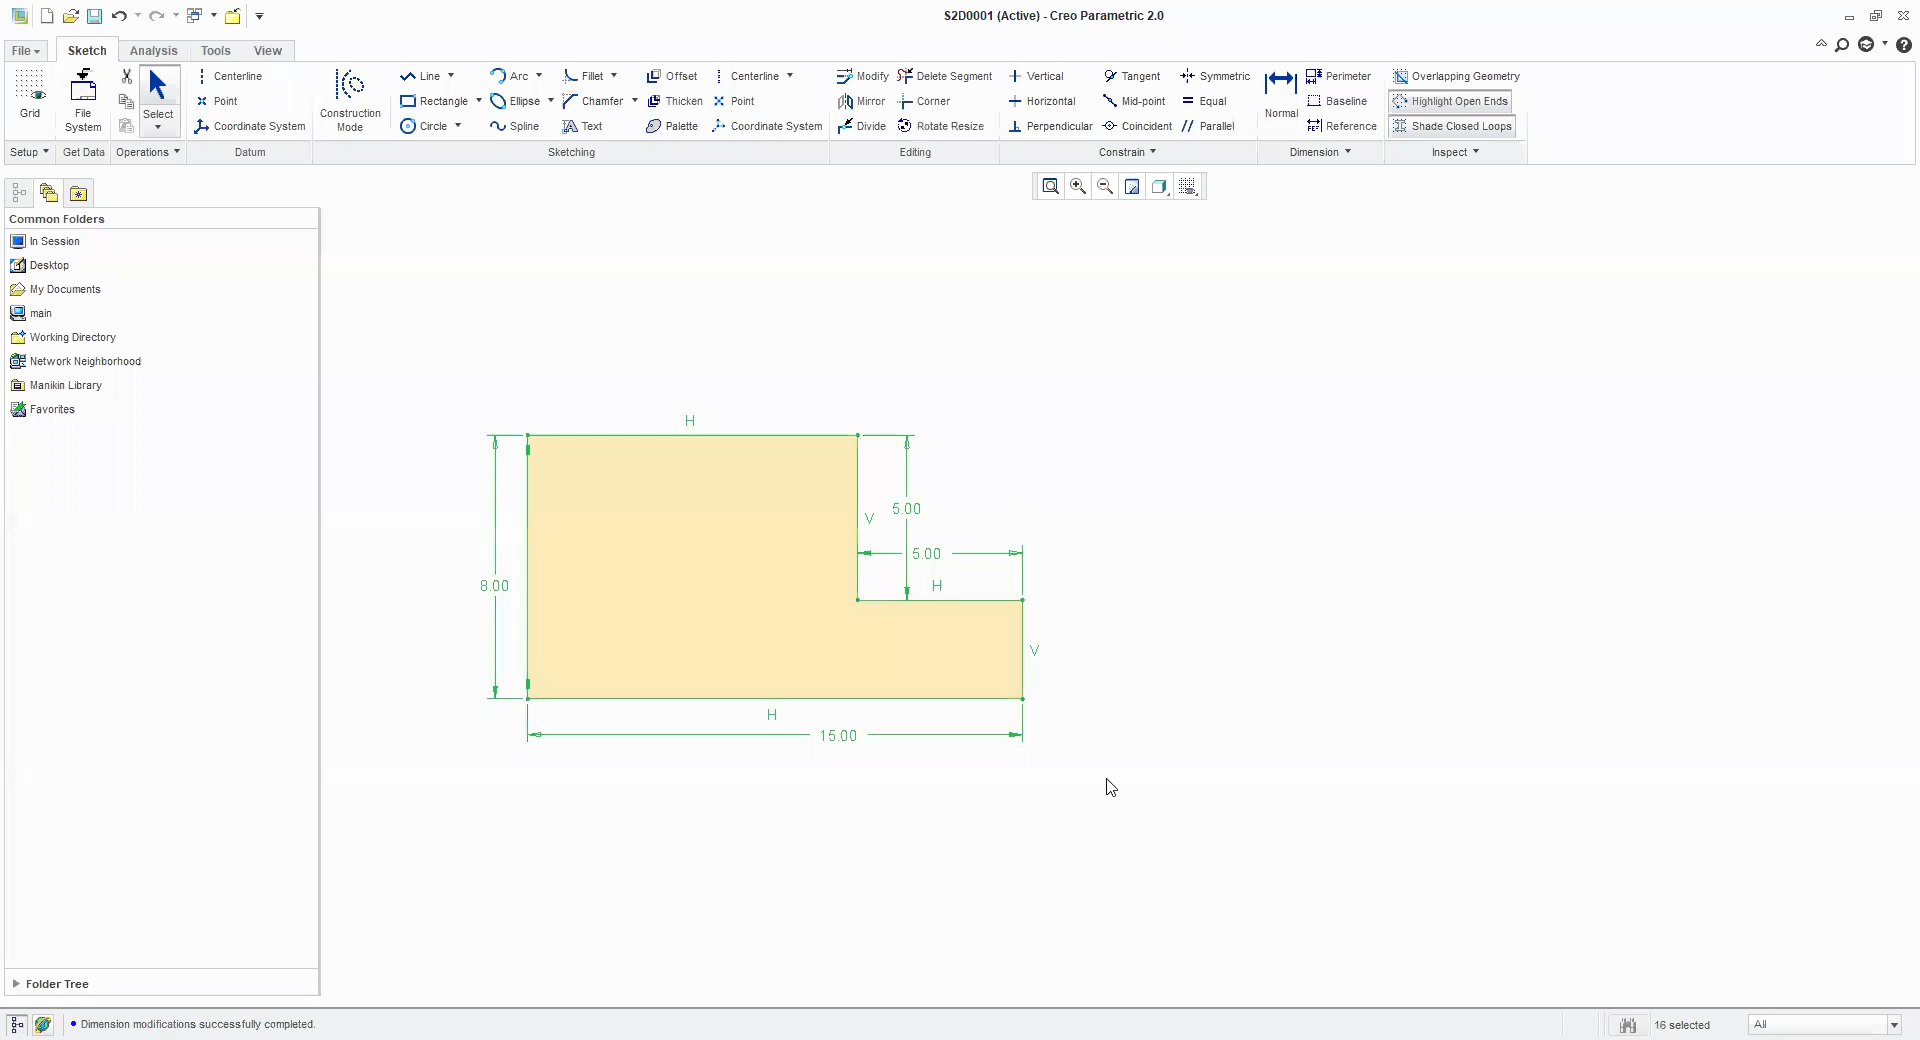 S2D0001 (Active) - Creo Parametric 2.0
File Sketch Analysis Tools View
Grid
File System
Select
Centerline
Point
Coordinate System
Construction Mode
Line Arc Fillet Offset Centerline
Rectangle Ellipse Chamfer Thicken Point
Circle Spline Text Palette Coordinate System
Modify Delete Segment
Mirror Corner
Divide Rotate Resize
Vertical Tangent Symmetric
Horizontal Mid-point Equal
Perpendicular Coincident Parallel
Normal
Perimeter
Baseline
REF Reference
Overlapping Geometry
Highlight Open Ends
Shade Closed Loops
Setup Get Data Operations Datum Sketching Editing Constrain Dimension Inspect
Common Folders
In Session
Desktop
My Documents
main
Working Directory
Network Neighborhood
Manikin Library
Favorites
H
V 5.00
5.00
8.00 H
V
H
15.00
Folder Tree
Dimension modifications successfully completed. 16 selected All